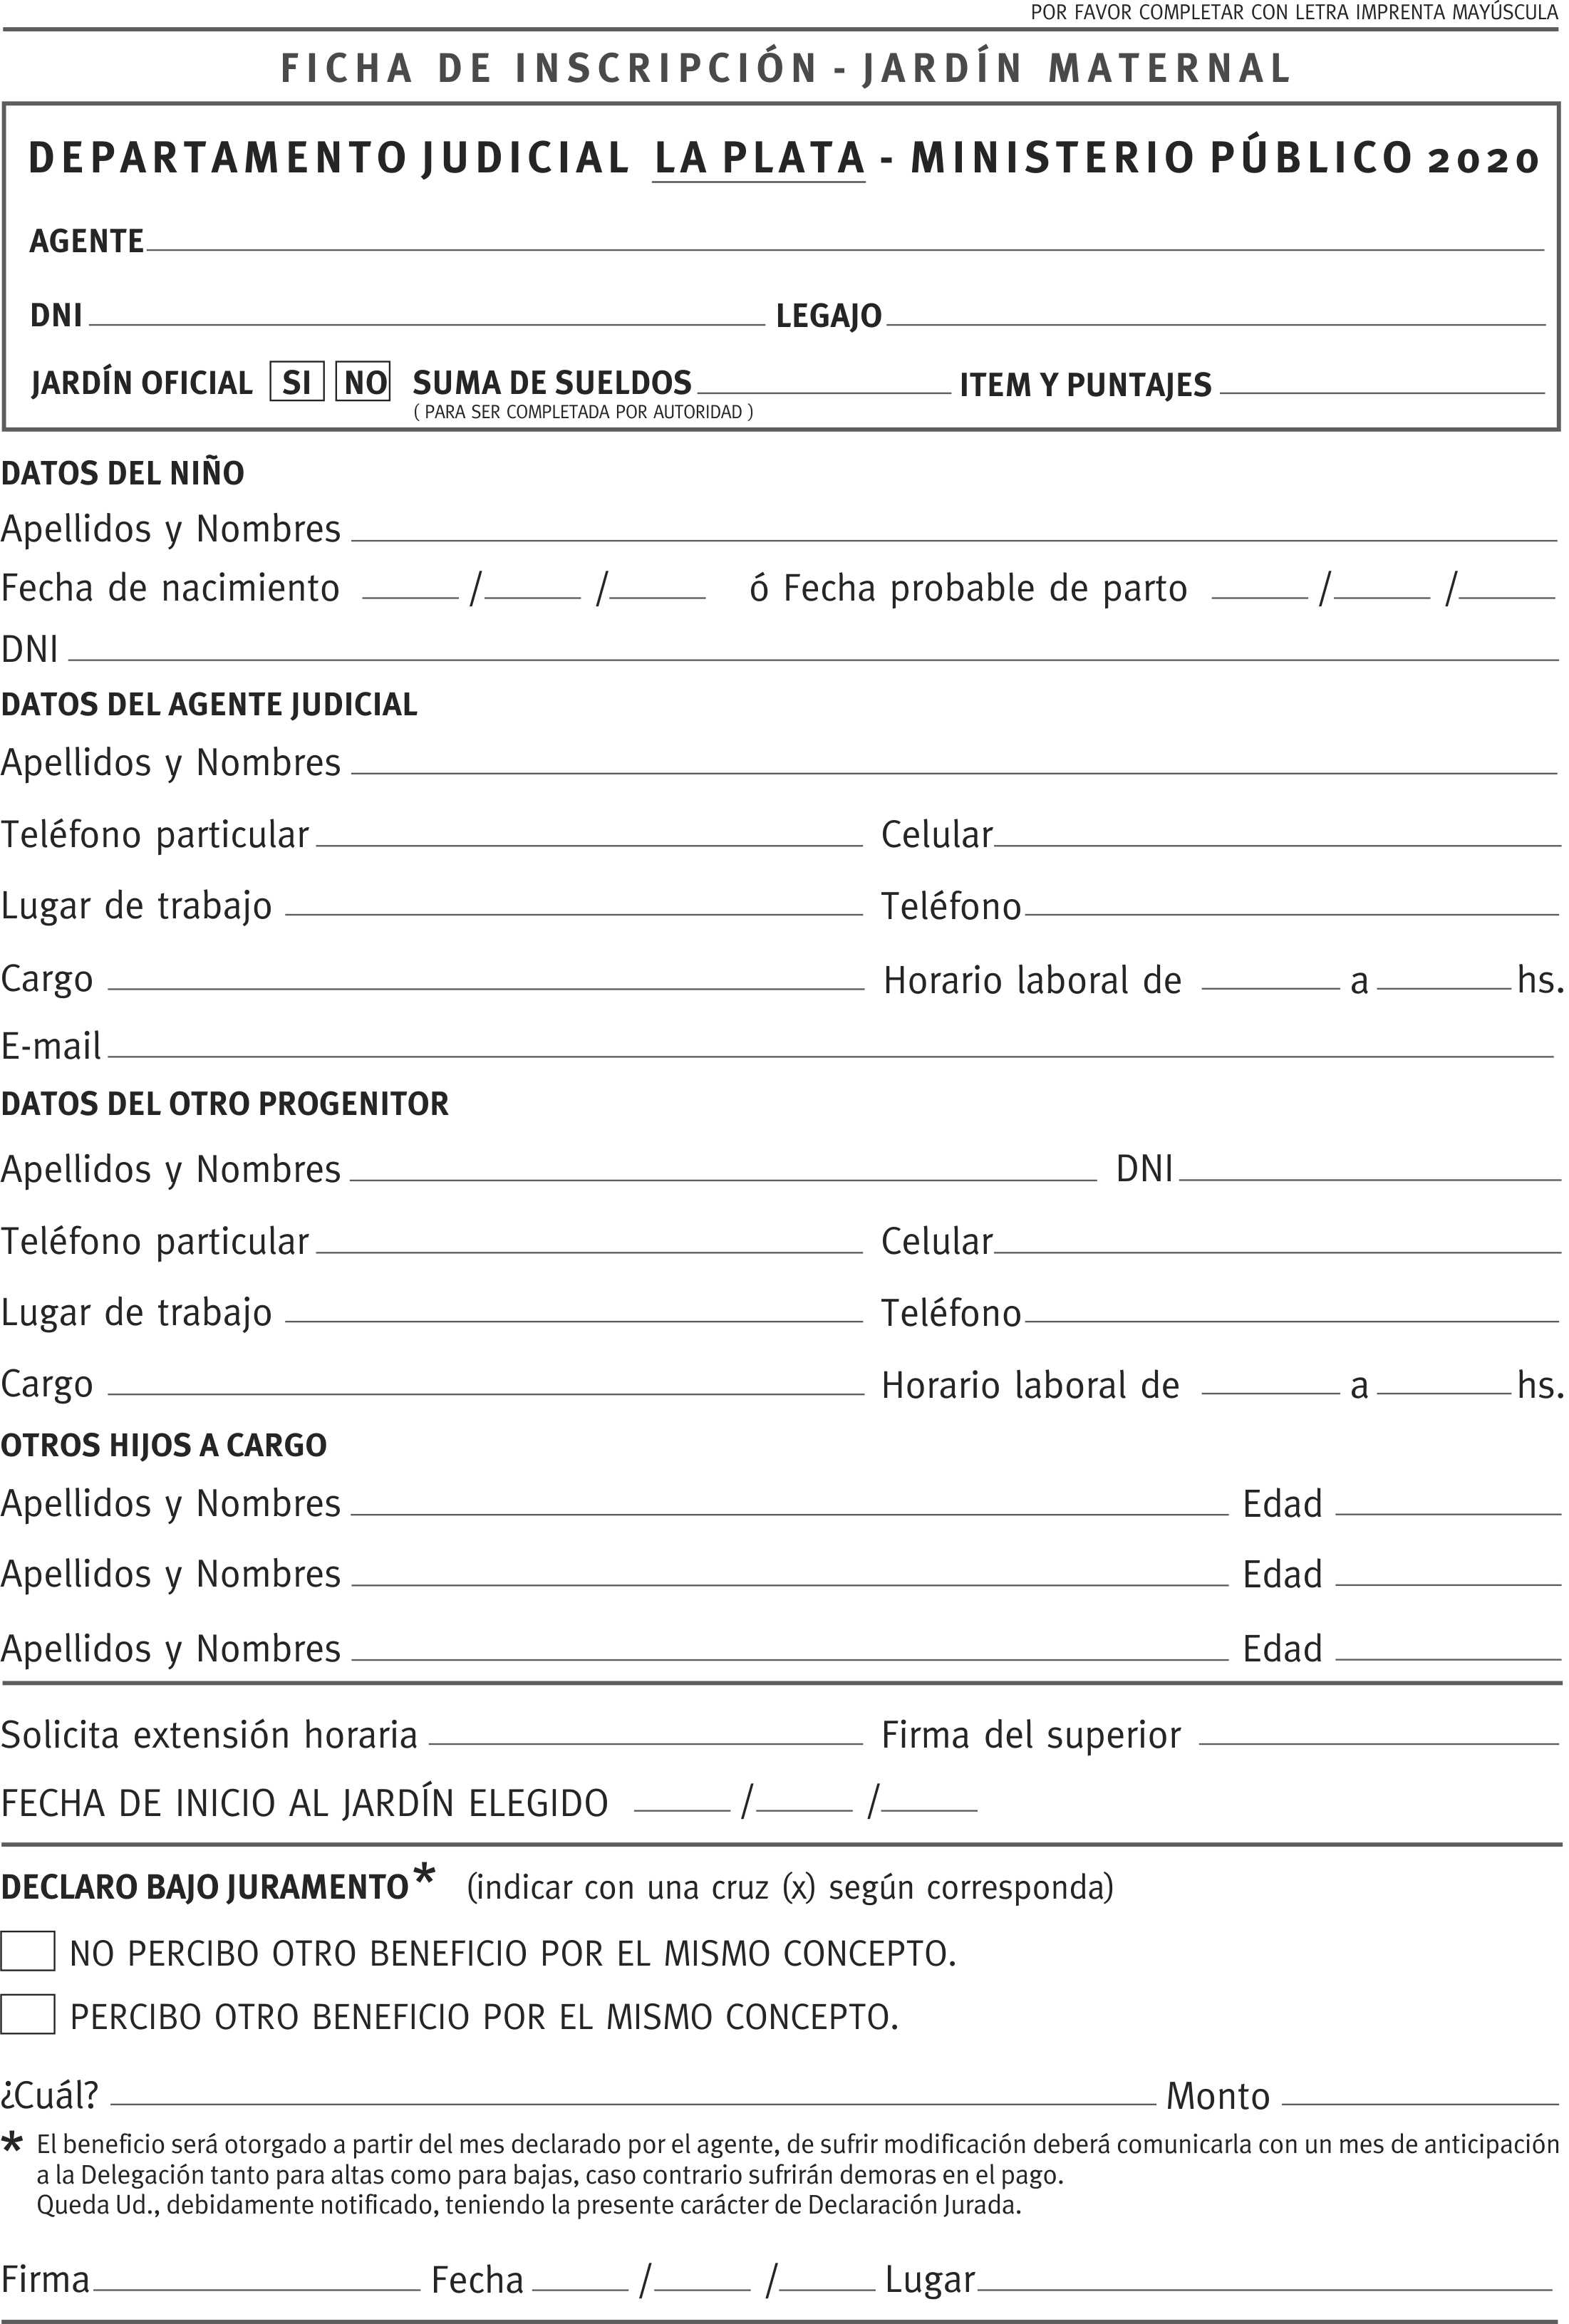 POR FAVOR COMPLETAR CON LETRA IMPRENTA MAYÚSCULA
FICHA DE INSCRIPCIÓN - JARDÍN MATERNAL
DEPARTAMENTO JUDICIAL LA PLATA - MINISTERIO PÚBLICO 2020
AGENTE
DNI LEGAJO
JARDÍN OFICIAL SI NO SUMA DE SUELDOS ITEM Y PUNTAJES
( PARA SER COMPLETADA POR AUTORIDAD )
DATOS DEL NIÑO
Apellidos y Nombres
Fecha de nacimiento / / ó Fecha probable de parto / /
DNI
DATOS DEL AGENTE JUDICIAL
Apellidos y Nombres
Teléfono particular Celular
Lugar de trabajo Teléfono
Cargo Horario laboral de a hs.
E-mail
DATOS DEL OTRO PROGENITOR
Apellidos y Nombres DNI
Teléfono particular Celular
Lugar de trabajo Teléfono
Cargo Horario laboral de a hs.
OTROS HIJOS A CARGO
Apellidos y Nombres Edad
Apellidos y Nombres Edad
Apellidos y Nombres Edad
Solicita extensión horaria Firma del superior
FECHA DE INICIO AL JARDÍN ELEGIDO / /
DECLARO BAJO JURAMENTO* (indicar con una cruz (x) según corresponda)
NO PERCIBO OTRO BENEFICIO POR EL MISMO CONCEPTO.
PERCIBO OTRO BENEFICIO POR EL MISMO CONCEPTO.
¿Cuál? Monto
* El beneficio será otorgado a partir del mes declarado por el agente, de sufrir modificación deberá comunicarla con un mes de anticipación
a la Delegación tanto para altas como para bajas, caso contrario sufrirán demoras en el pago.
Queda Ud., debidamente notificado, teniendo la presente carácter de Declaración Jurada.
Firma Fecha / / Lugar